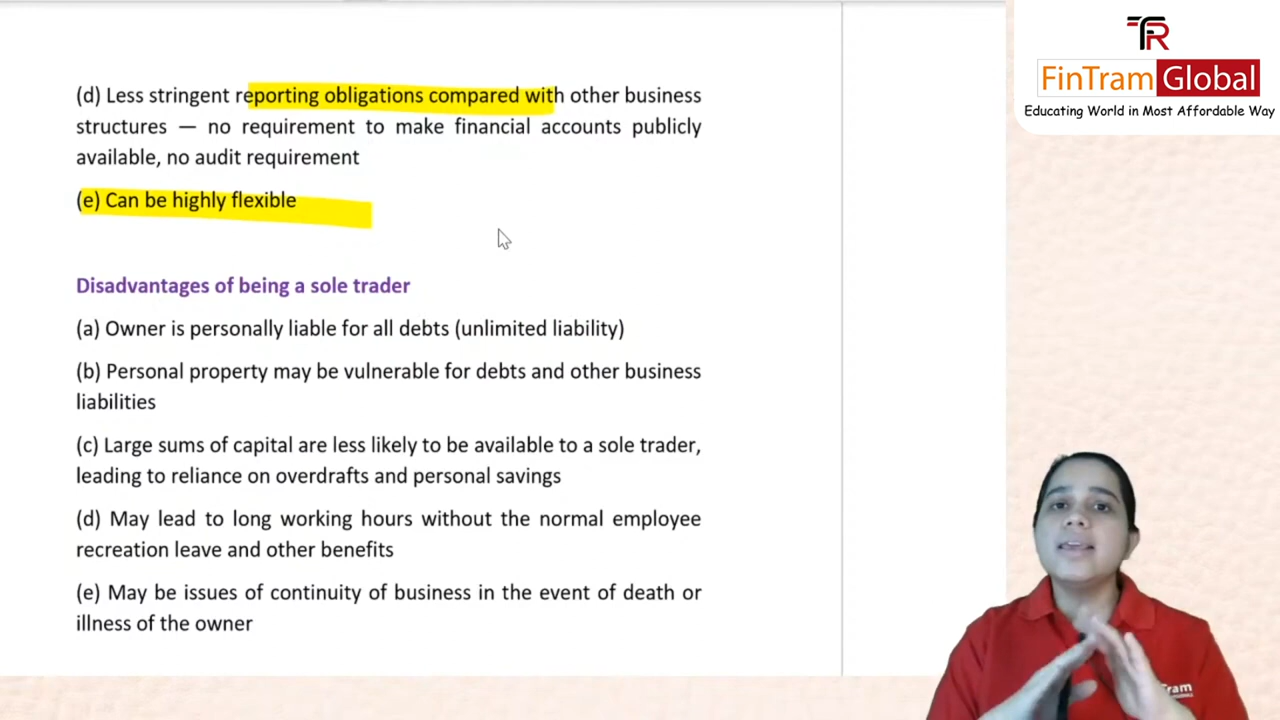 (d) Less stringent reporting obligations compared with other business
structures — no requirement to make financial accounts publicly
available, no audit requirement
(e) Can be highly flexible
Disadvantages of being a sole trader
(a) Owner is personally liable for all debts (unlimited liability)
(b) Personal property may be vulnerable for debts and other business
liabilities
(c) Large sums of capital are less likely to be available to a sole trader,
leading to reliance on overdrafts and personal savings
(d) May lead to long working hours without the normal employee
recreation leave and other benefits
(e) May be issues of continuity of business in the event of death or
illness of the owner
FinTram Global
Educating World in Most Affordable Way